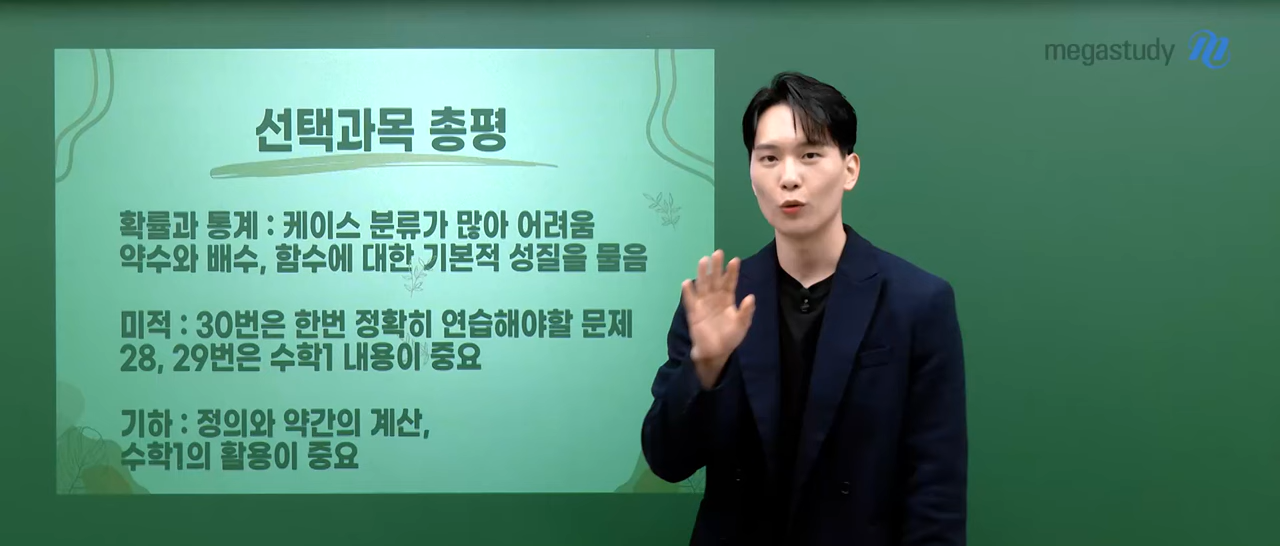 megastudy
선택과목 총평
확률과 통계 : 케이스 분류가 많아 어려움
약수와 배수, 함수에 대한 기본적 성질을 물음
미적 : 30번은 한번 정확히 연습해야할 문제
28, 29번은 수학1 내용이 중요
기하 : 정의와 약간의 계산,
수학1의 활용이 중요